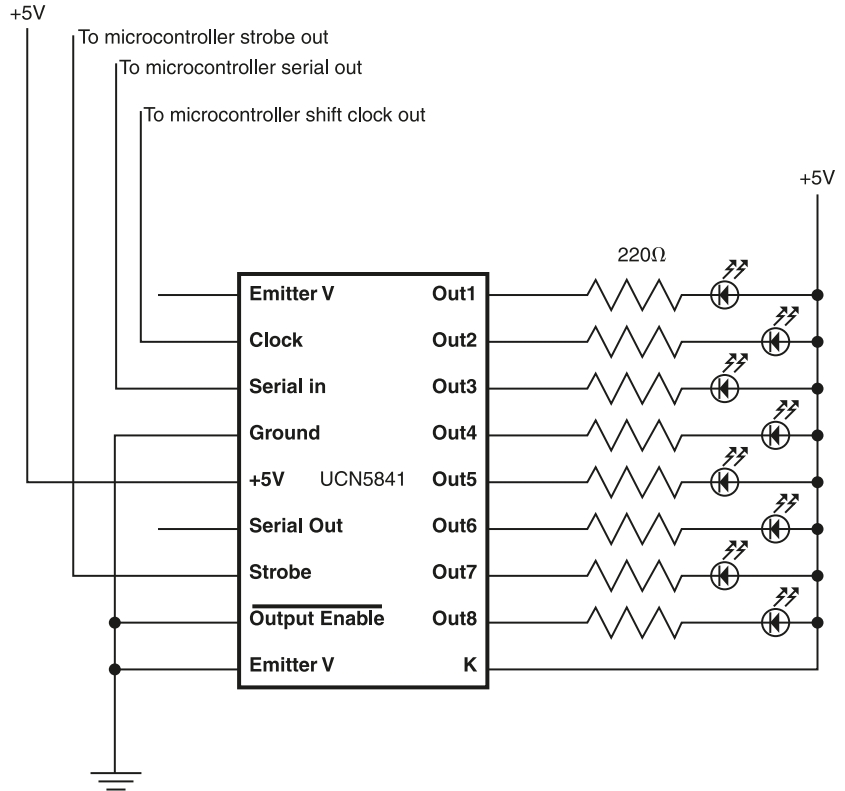 +5V
To microcontroller strobe out
To microcontroller serial out
To microcontroller shift clock out
+5V
220Ω
Emitter V Out1
Clock Out2
Serial in Out3
Ground Out4
+5V UCN5841 Out5
Serial Out Out6
Strobe Out7
Output Enable Out8
Emitter V K